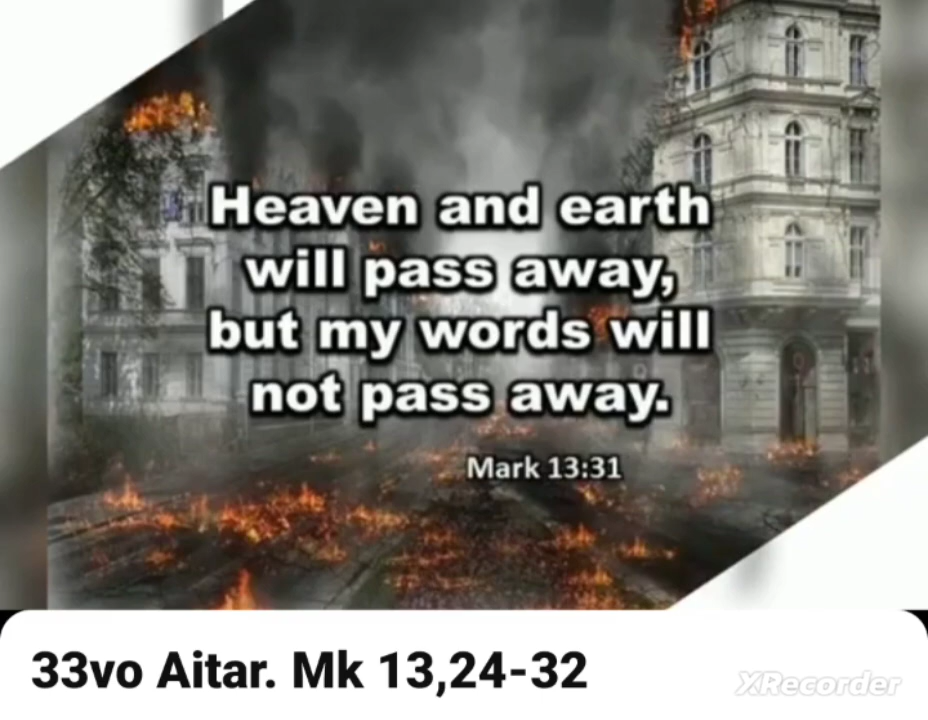 Heaven and earth
will pass away,
but my words will
not pass away.
Mark 13:31
33vo Aitar. Mk 13,24-32
XRecorder